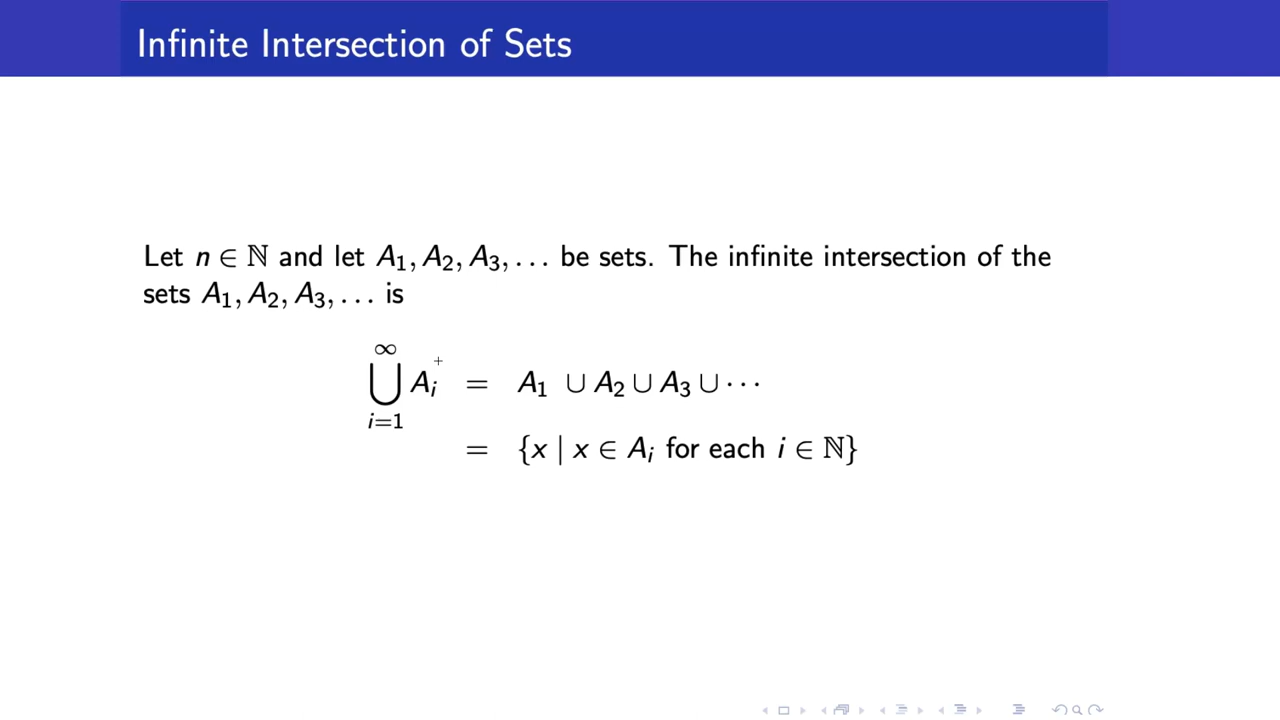 Infinite Intersection of Sets
Let n ∈ ℕ and let A₁, A₂, A₃, . . . be sets. The infinite intersection of the
sets A₁, A₂, A₃, . . . is
∞
⋃ Aᵢ = A₁ ∪ A₂ ∪ A₃ ∪ · · ·
i=1
= {x | x ∈ Aᵢ for each i ∈ ℕ}